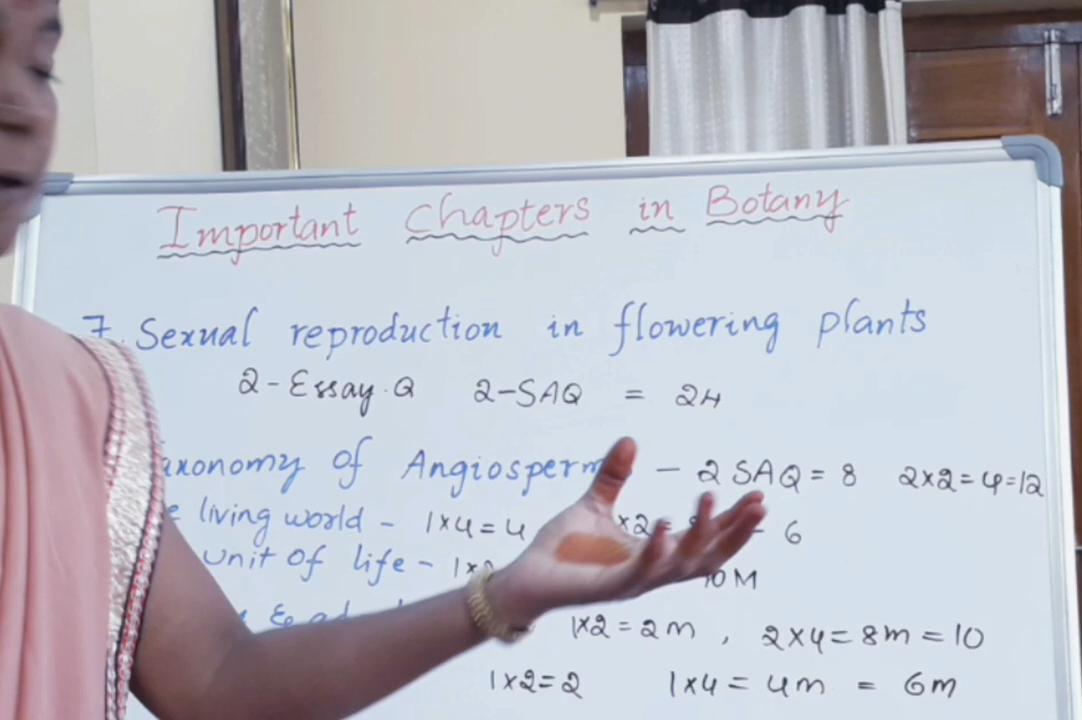 Important Chapters in Botany
7. Sexual reproduction in flowering plants
2-Essay.Q 2-SAQ = 24
of Angiosperm - 2 SAQ = 8 2x2=4=12
living world - 1x4=4 6
unit of life -
10M
1x2=2m, 2x4=8m=10
1x2=2 1x4=4m = 6m